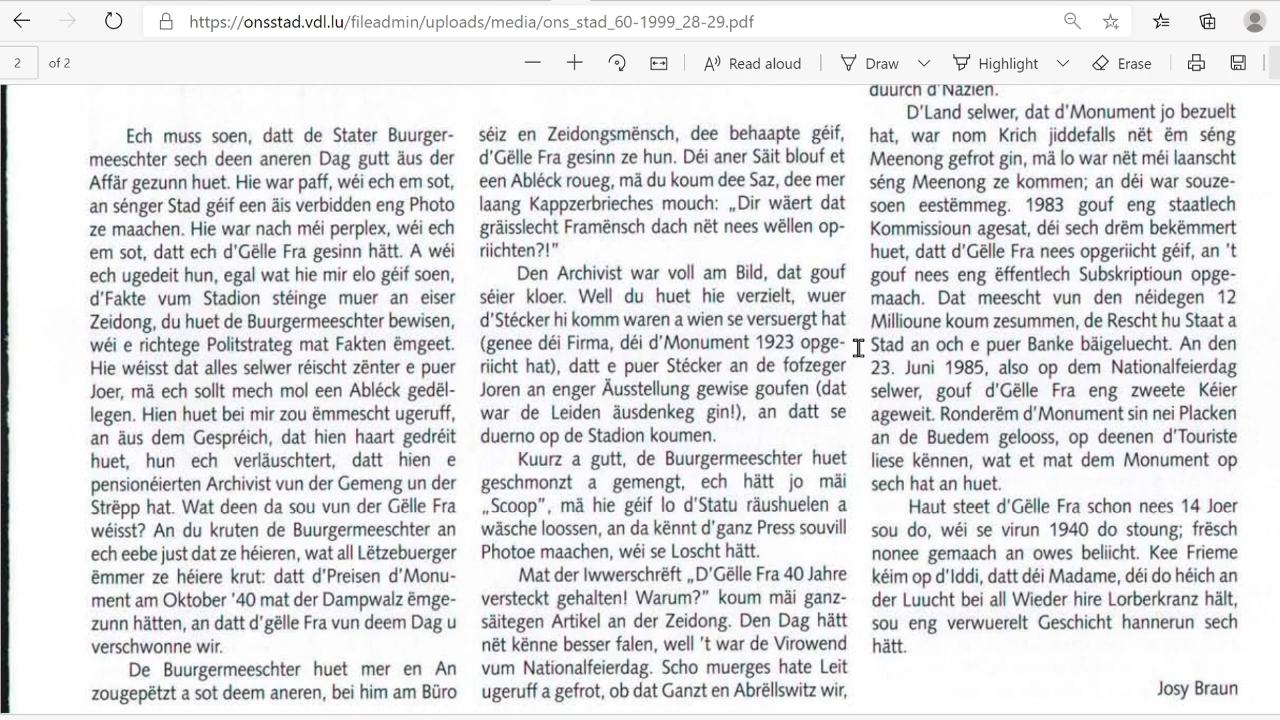 https://onsstad.vdl.lu/fileadmin/uploads/media/ons_stad_60-1999_28-29.pdf
2 of 2
Read aloud
Draw
Highlight
Erase
Ech muss soen, datt de Stater Buurger-
meeschter sech deen aneren Dag gutt äus der
Affär gezunn huet. Hie war paff, wéi ech em sot,
an sénger Stad géif een äis verbidden eng Photo
ze maachen. Hie war nach méi perplex, wéi ech
em sot, datt ech d'Gëlle Fra gesinn hätt. A wéi
ech ugedeit hun, egal wat hie mir elo géif soen,
d'Fakte vum Stadion stéinge muer an eiser
Zeidong, du huet de Buurgermeeschter bewisen,
wéi e richtege Politstrateg mat Fakten ëmgeet.
Hie wéisst dat alles selwer réischt zënter e puer
Joer, mä ech sollt mech mol een Abléck gedël-
legen. Hien huet bei mir zou ëmmescht ugeruff,
an äus dem Gespréich, dat hien haart gedréit
huet, hun ech verläuschtert, datt hien e
pensionéierten Archivist vun der Gemeng un der
Strëpp hat. Wat deen da sou vun der Gëlle Fra
wéisst? An du kruten de Buurgermeeschter an
ech eebe just dat ze héieren, wat all Lëtzebuerger
ëmmer ze héiere krut: datt d'Preisen d'Monu-
ment am Oktober '40 mat der Dampwalz ëmge-
zunn hätten, an datt d'gëlle Fra vun deem Dag u
verschwonne wir.
De Buurgermeeschter huet mer en An
zougepëtzt a sot deem aneren, bei him am Büro
séiz en Zeidongsmënsch, dee behaapte géif,
d'Gëlle Fra gesinn ze hun. Déi aner Säit blouf et
een Abléck roueg, mä du koum dee Saz, dee mer
laang Kappzerbrieches mouch: „Dir wäert dat
gräisslecht Framënsch dach nët nees wëllen op-
riichten?!”
Den Archivist war voll am Bild, dat gouf
séier kloer. Well du huet hie verzielt, wuer
d'Stécker hi komm waren a wien se versuergt hat
(genee déi Firma, déi d'Monument 1923 opge-
riicht hat), datt e puer Stécker an de fofzeger
Joren an enger Äusstellung gewise goufen (dat
war de Leiden äusdenkeg gin!), an datt se
duerno op de Stadion koumen.
Kuurz a gutt, de Buurgermeeschter huet
geschmonzt a gemengt, ech hätt jo mäi
„Scoop”, mä hie géif lo d'Statu räushuelen a
wäsche loossen, an da kënnt d'ganz Press souvill
Photoe maachen, wéi se Loscht hätt.
Mat der Iwwerschrëft „D'Gëlle Fra 40 Jahre
versteckt gehalten! Warum?” koum mäi ganz-
säitegen Artikel an der Zeidong. Den Dag hätt
nët kënne besser falen, well 't war de Virowend
vum Nationalfeierdag. Scho muerges hate Leit
ugeruff a gefrot, ob dat Ganzt en Abrëllswitz wir,
duurch d'Nazien.
D'Land selwer, dat d'Monument jo bezuelt
hat, war nom Krich jiddefalls nët ëm séng
Meenong gefrot gin, mä lo war nët méi laanscht
séng Meenong ze kommen; an déi war souze-
soen eestëmmeg. 1983 gouf eng staatlech
Kommissioun agesat, déi sech drëm bekëmmert
huet, datt d'Gëlle Fra nees opgeriicht géif, an 't
gouf nees eng ëffentlech Subskriptioun opge-
maach. Dat meescht vun den néidegen 12
Millioune koum zesummen, de Rescht hu Staat a
Stad an och e puer Banke bäigeluecht. An den
23. Juni 1985, also op dem Nationalfeierdag
selwer, gouf d'Gëlle Fra eng zweete Kéier
ageweit. Ronderëm d'Monument sin nei Placken
an de Buedem gelooss, op deenen d'Touriste
liese kënnen, wat et mat dem Monument op
sech hat an huet.
Haut steet d'Gëlle Fra schon nees 14 Joer
sou do, wéi se virun 1940 do stoung; frësch
nonee gemaach an owes beliicht. Kee Frieme
kéim op d'Iddi, datt déi Madame, déi do héich an
der Luucht bei all Wieder hire Lorberkranz hält,
sou eng verwuerelt Geschicht hannerun sech
hätt.
Josy Braun